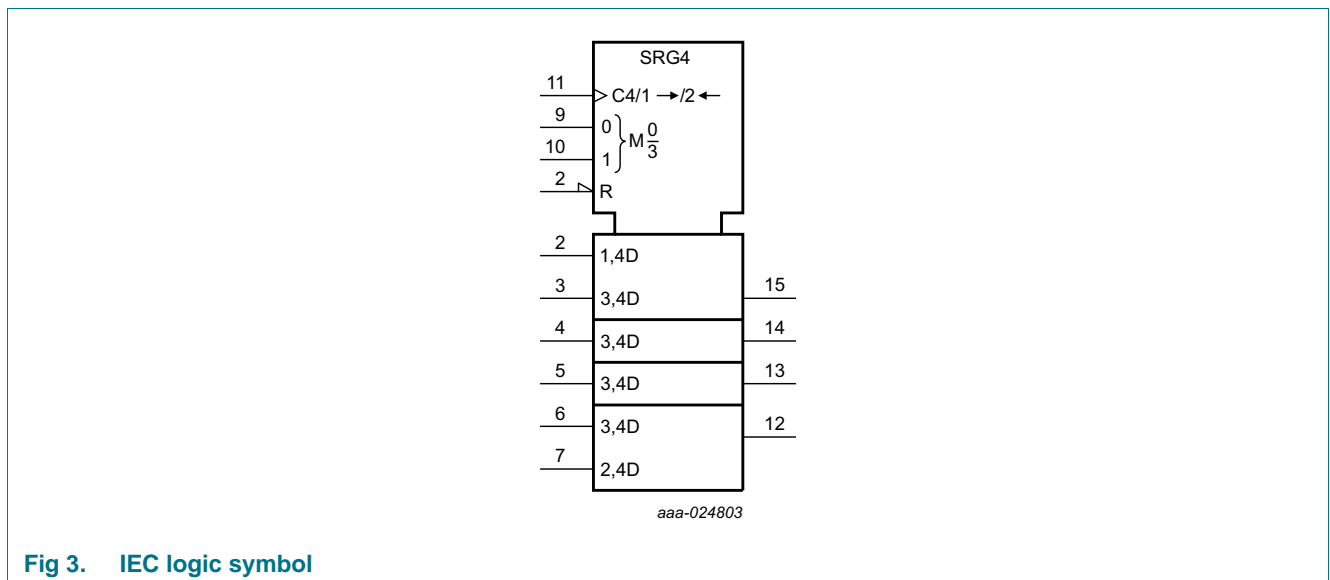 SRG4
11 C4/1 →/2 ←
9 0 M 0/3
10 1
2 R
2 1,4D
3 3,4D 15
4 3,4D 14
5 3,4D 13
6 3,4D 12
7 2,4D
aaa-024803
Fig 3. IEC logic symbol